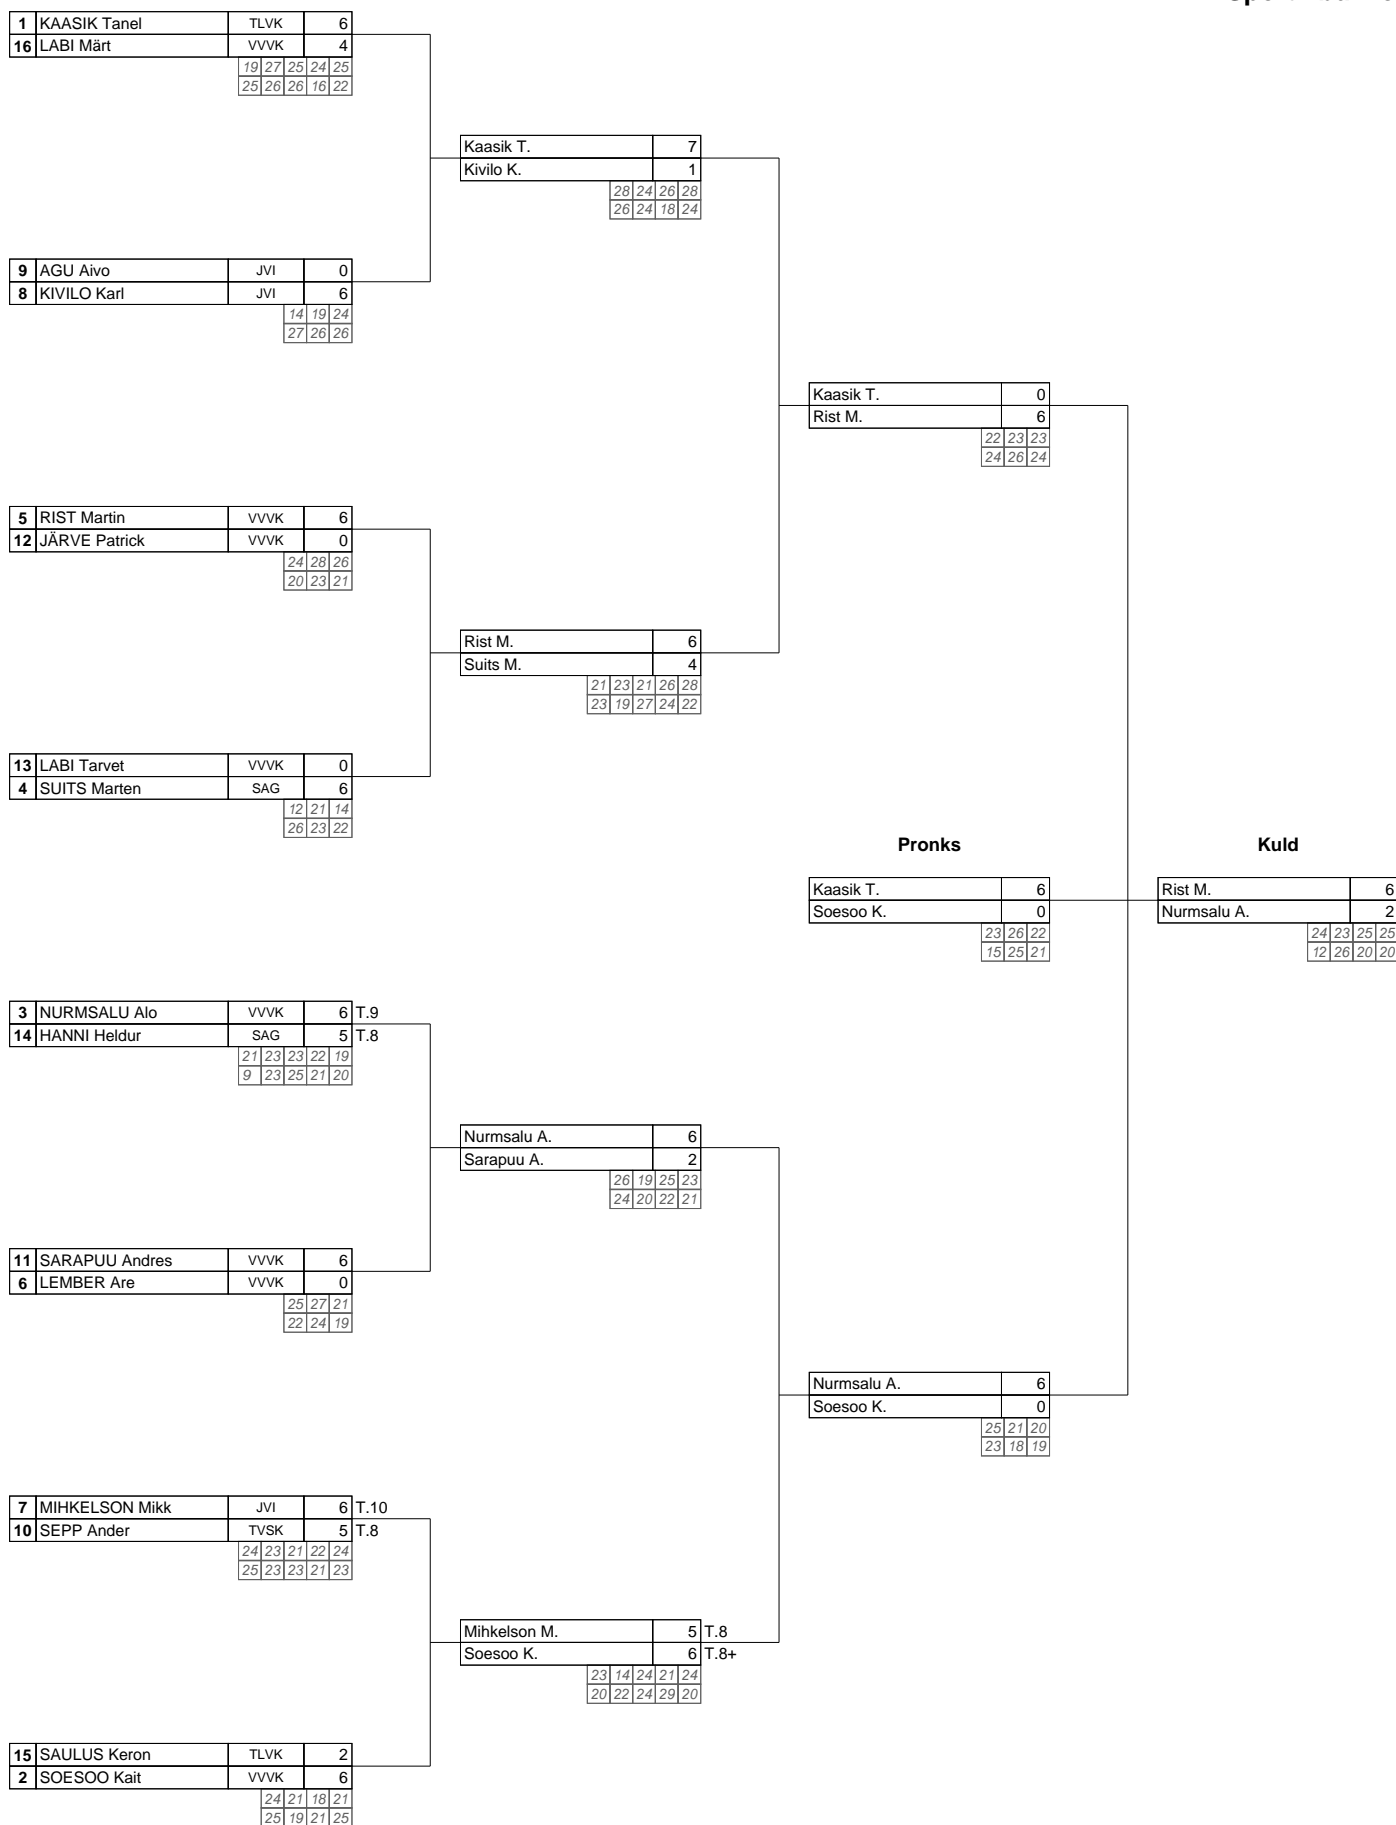 1 KAASIK Tanel TLVK 6
16 LABI Märt VVVK 4
19 27 25 24 25
25 26 26 16 22
Kaasik T. 7
Kivilo K. 1
28 24 26 28
26 24 18 24
9 AGU Aivo JVI 0
8 KIVILO Karl JVI 6
14 19 24
27 26 26
Kaasik T. 0
Rist M. 6
22 23 23
24 26 24
5 RIST Martin VVVK 6
12 JÄRVE Patrick VVVK 0
24 28 26
20 23 21
Rist M. 6
Suits M. 4
21 23 21 26 28
23 19 27 24 22
13 LABI Tarvet VVVK 0
4 SUITS Marten SAG 6
12 21 14
26 23 22
Pronks Kuld
Kaasik T. 6 Rist M. 6
Soesoo K. 0 Nurmsalu A. 2
23 26 22 24 23 25 25
15 25 21 12 26 20 20
3 NURMSALU Alo VVVK 6 T.9
14 HANNI Heldur SAG 5 T.8
21 23 23 22 19
9 23 25 21 20
Nurmsalu A. 6
Sarapuu A. 2
26 19 25 23
24 20 22 21
11 SARAPUU Andres VVVK 6
6 LEMBER Are VVVK 0
25 27 21
22 24 19
Nurmsalu A. 6
Soesoo K. 0
25 21 20
23 18 19
7 MIHKELSON Mikk JVI 6 T.10
10 SEPP Ander TVSK 5 T.8
24 23 21 22 24
25 23 23 21 23
Mihkelson M. 5 T.8
Soesoo K. 6 T.8+
23 14 24 21 24
20 22 24 29 20
15 SAULUS Keron TLVK 2
2 SOESOO Kait VVVK 6
24 21 18 21
25 19 21 25